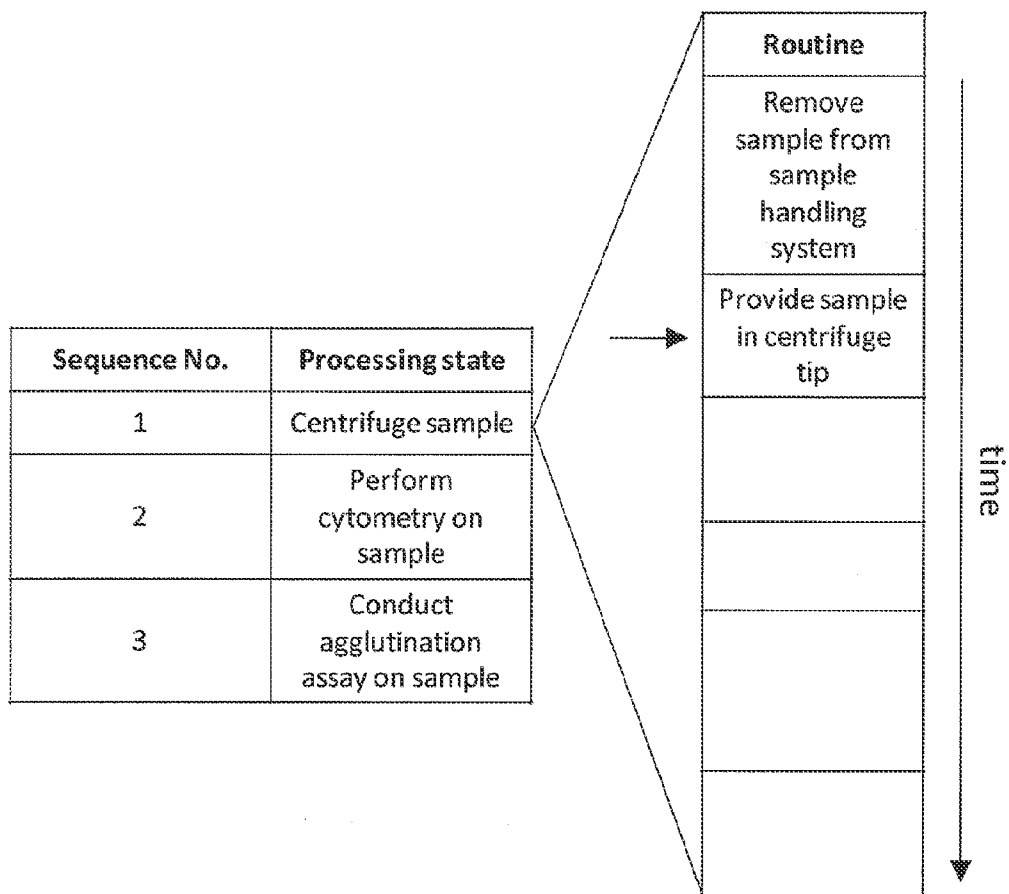 Sequence No. Processing state
1 Centrifuge sample
2 Perform
cytometry on
sample
3 Conduct
agglutination
assay on sample
Routine
Remove
sample from
sample
handling
system
Provide sample
in centrifuge
tip
time